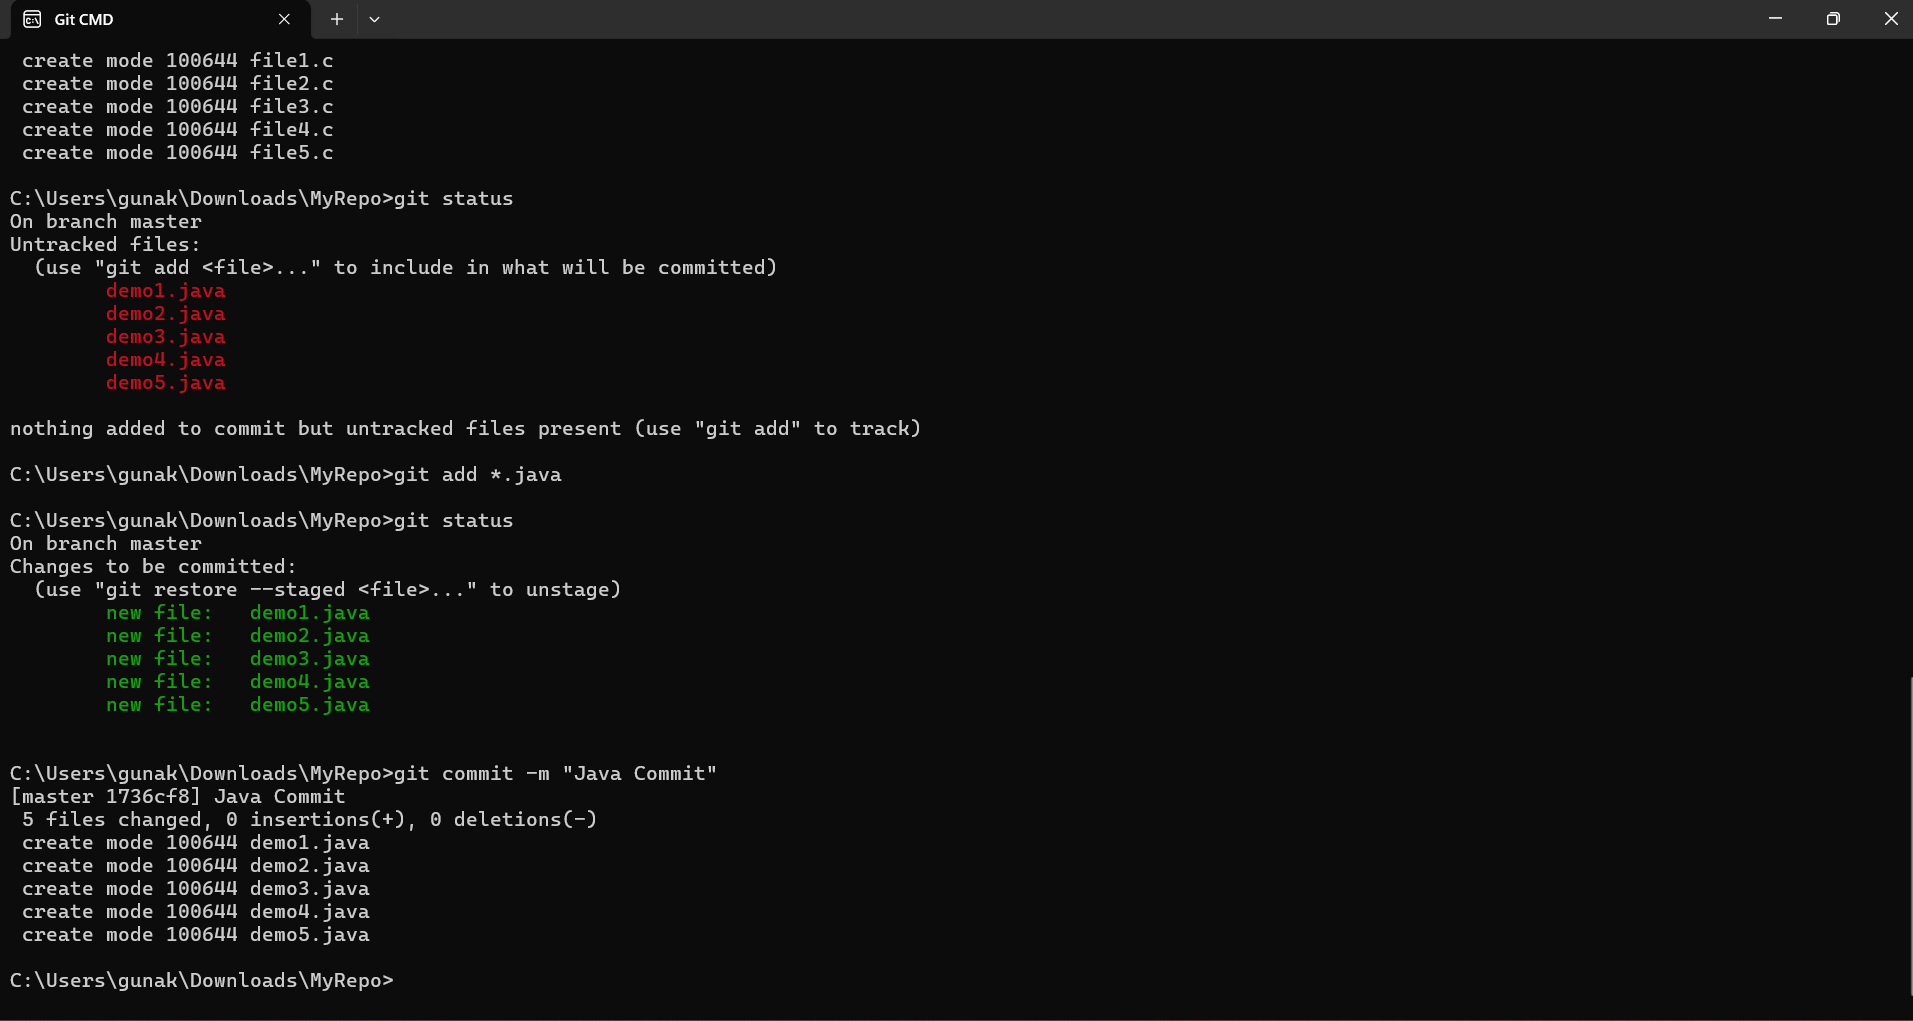 Git CMD
create mode 100644 file1.c
create mode 100644 file2.c
create mode 100644 file3.c
create mode 100644 file4.c
create mode 100644 file5.c
C:\Users\gunak\Downloads\MyRepo>git status
On branch master
Untracked files:
(use "git add <file>..." to include in what will be committed)
demo1.java
demo2.java
demo3.java
demo4.java
demo5.java
nothing added to commit but untracked files present (use "git add" to track)
C:\Users\gunak\Downloads\MyRepo>git add *.java
C:\Users\gunak\Downloads\MyRepo>git status
On branch master
Changes to be committed:
(use "git restore --staged <file>..." to unstage)
new file:   demo1.java
new file:   demo2.java
new file:   demo3.java
new file:   demo4.java
new file:   demo5.java
C:\Users\gunak\Downloads\MyRepo>git commit -m "Java Commit"
[master 1736cf8] Java Commit
5 files changed, 0 insertions(+), 0 deletions(-)
create mode 100644 demo1.java
create mode 100644 demo2.java
create mode 100644 demo3.java
create mode 100644 demo4.java
create mode 100644 demo5.java
C:\Users\gunak\Downloads\MyRepo>